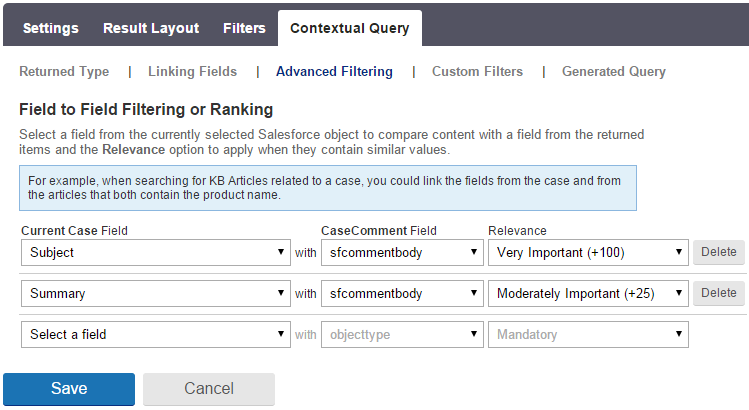 Settings Result Layout Filters Contextual Query
Returned Type | Linking Fields | Advanced Filtering | Custom Filters | Generated Query
Field to Field Filtering or Ranking
Select a field from the currently selected Salesforce object to compare content with a field from the returned
items and the Relevance option to apply when they contain similar values.
For example, when searching for KB Articles related to a case, you could link the fields from the case and from
the articles that both contain the product name.
Current Case Field CaseComment Field Relevance
Subject with sfcommentbody Very Important (+100) Delete
Summary with sfcommentbody Moderately Important (+25) Delete
Select a field with objecttype Mandatory
Save Cancel